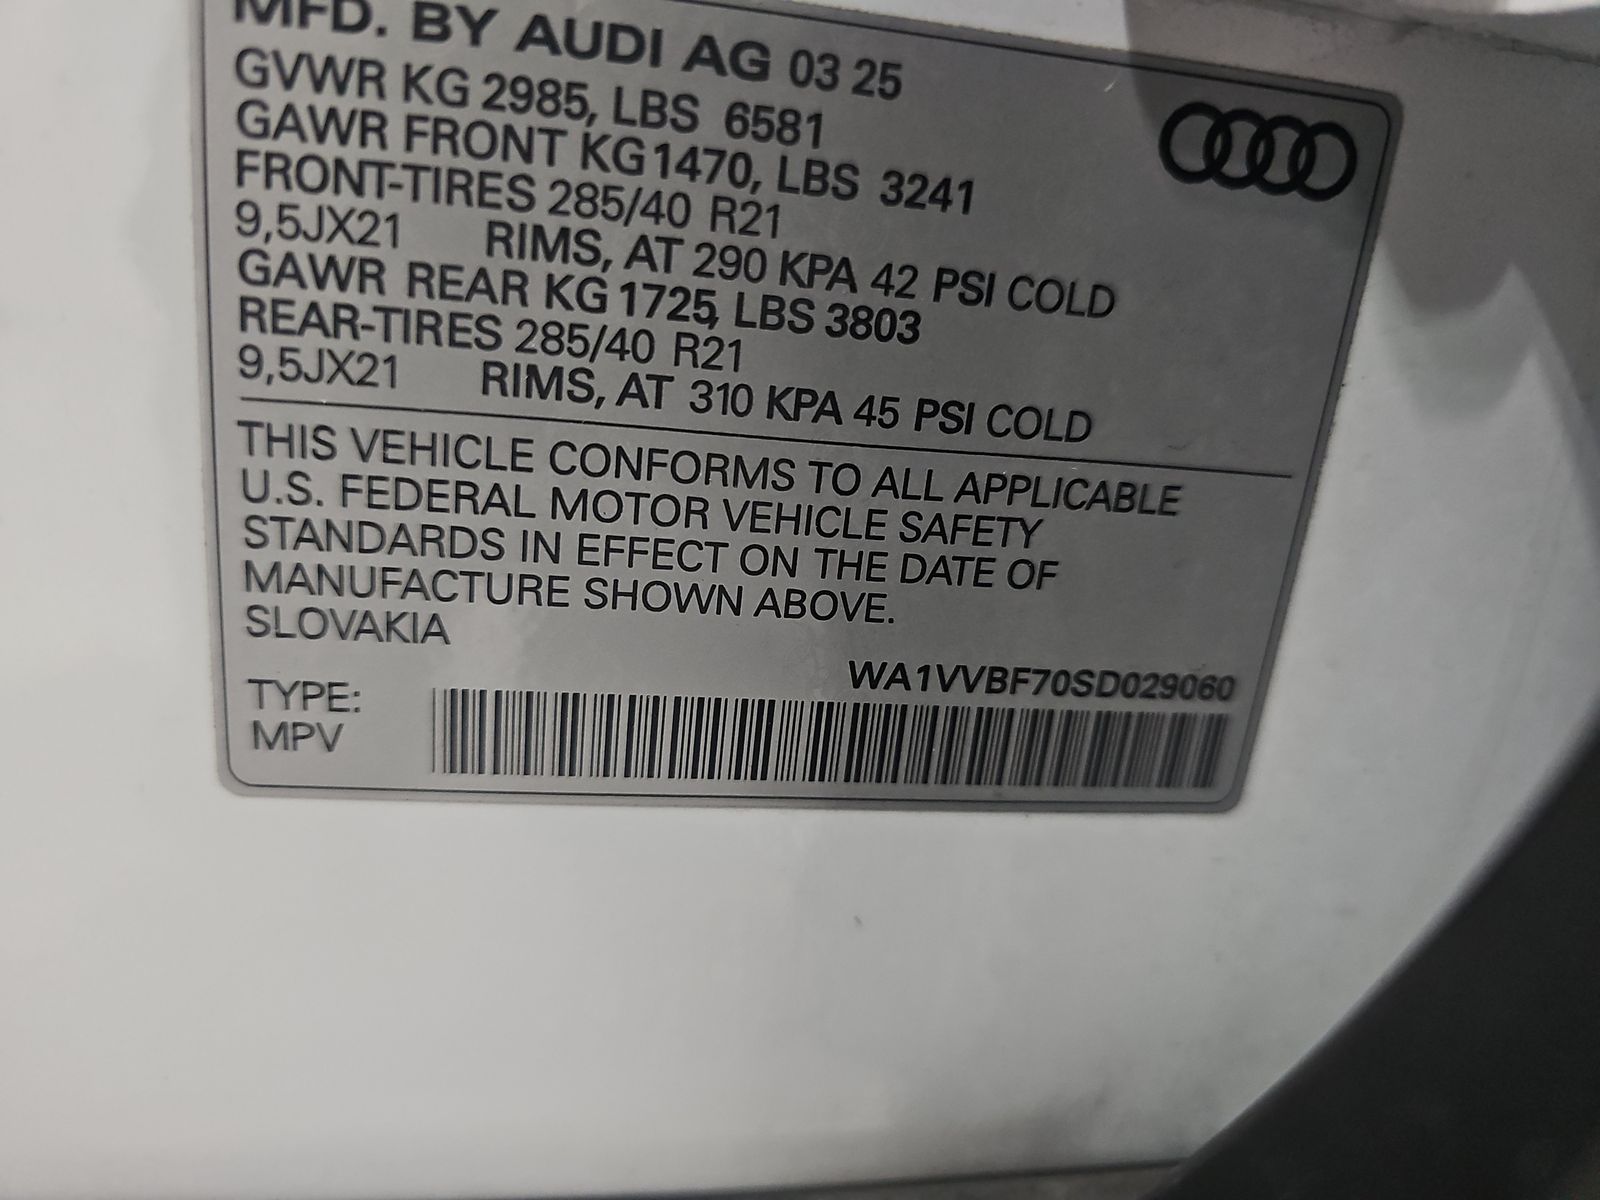 MFD. BY AUDI AG 03 25
GVWR KG 2985, LBS 6581
GAWR FRONT KG 1470, LBS 3241
FRONT-TIRES 285/40 R21
9,5JX21 RIMS, AT 290 KPA 42 PSI COLD
GAWR REAR KG 1725, LBS 3803
REAR-TIRES 285/40 R21
9,5JX21 RIMS, AT 310 KPA 45 PSI COLD
THIS VEHICLE CONFORMS TO ALL APPLICABLE
U.S. FEDERAL MOTOR VEHICLE SAFETY
STANDARDS IN EFFECT ON THE DATE OF
MANUFACTURE SHOWN ABOVE.
SLOVAKIA
WA1VVBF70SD029060
TYPE:
MPV